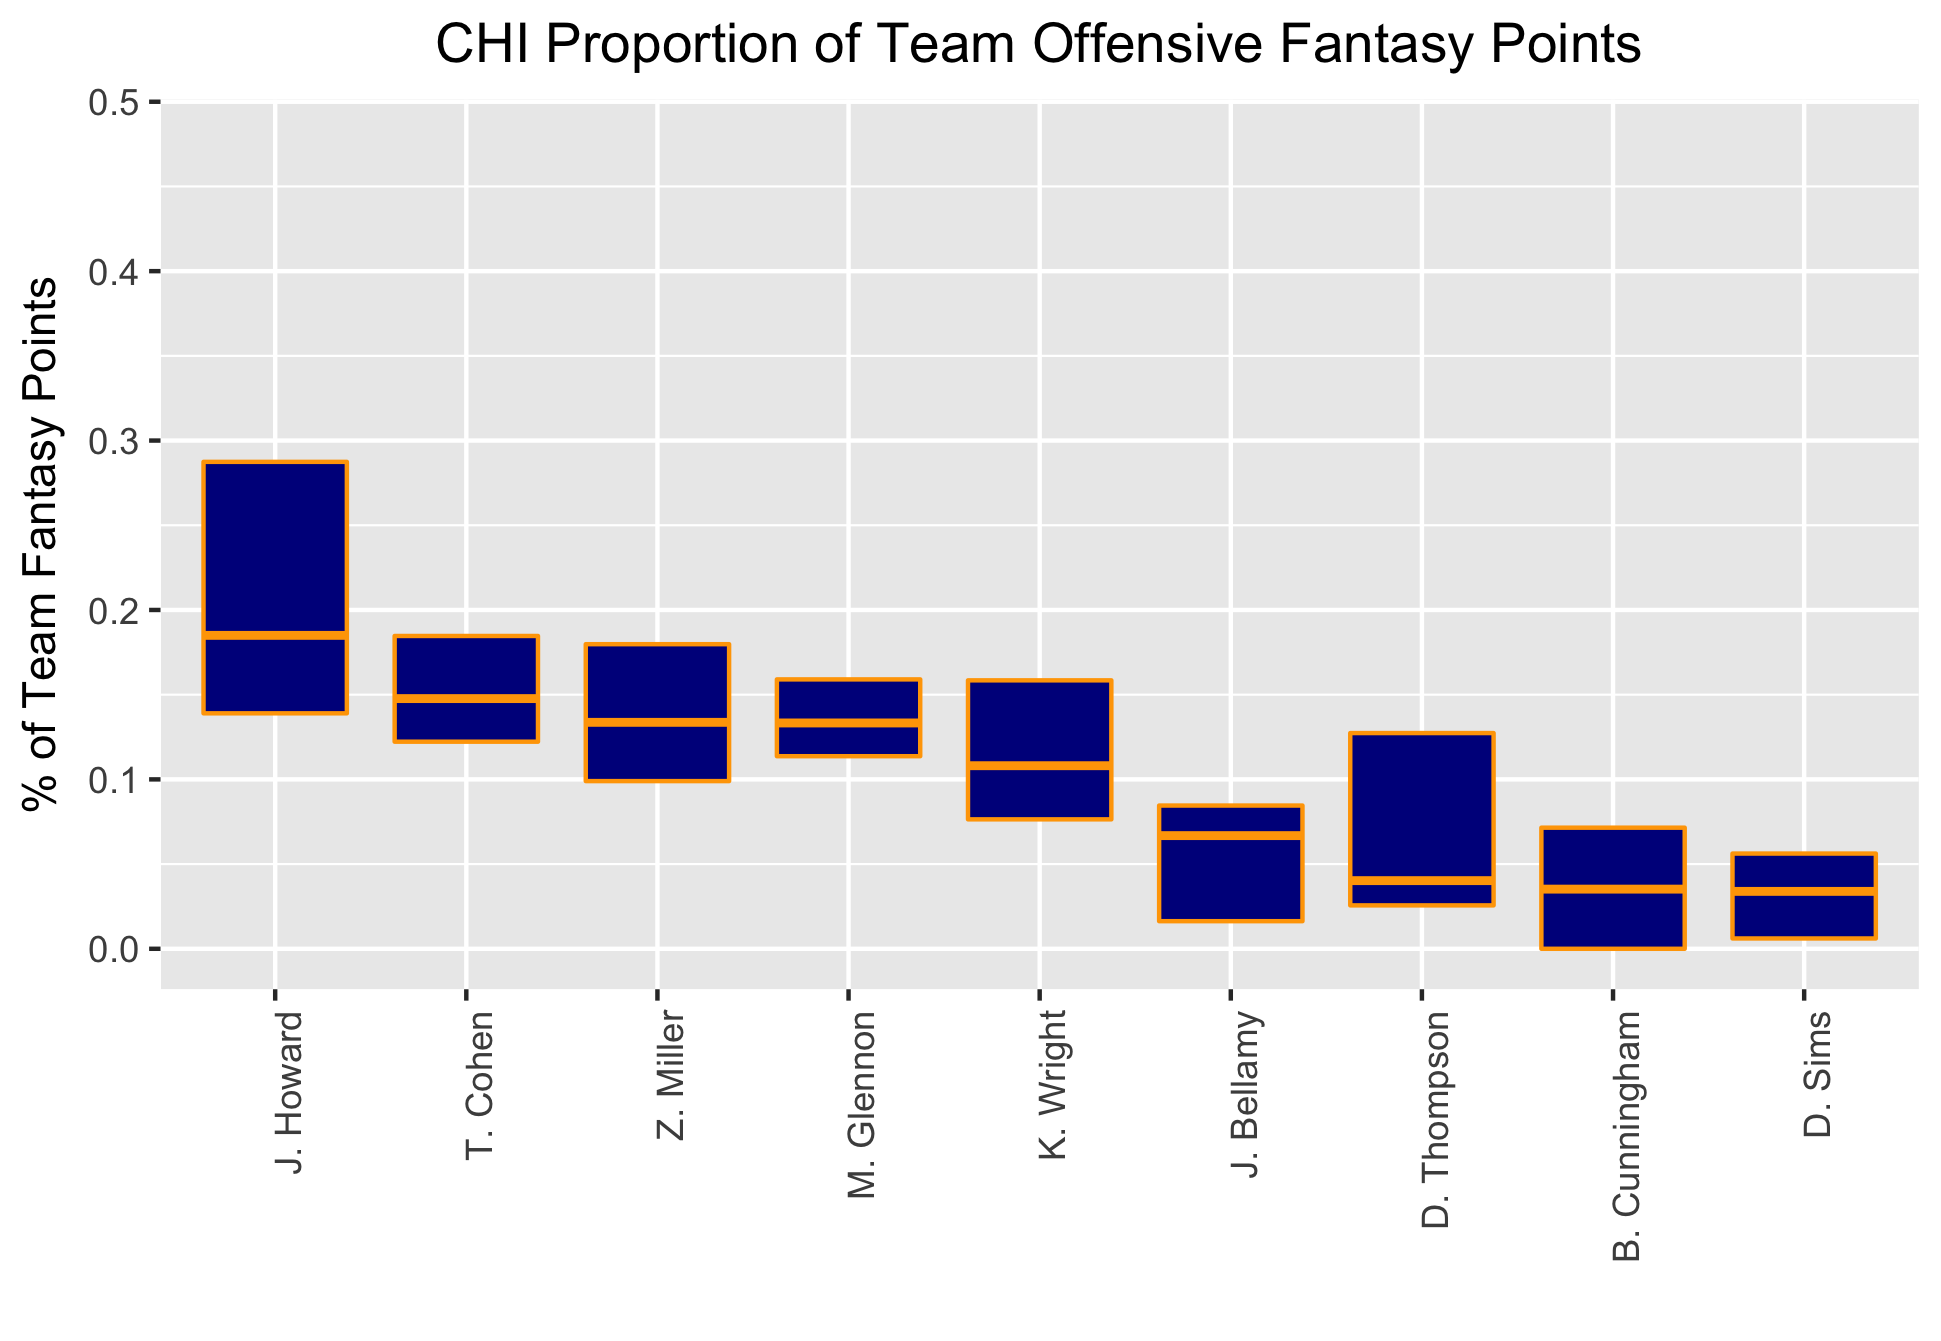 CHI Proportion of Team Offensive Fantasy Points
% of Team Fantasy Points
0.5
0.4
0.3
0.2
0.1
0.0
J. Howard
T. Cohen
Z. Miller
M. Glennon
K. Wright
J. Bellamy
D. Thompson
B. Cunningham
D. Sims